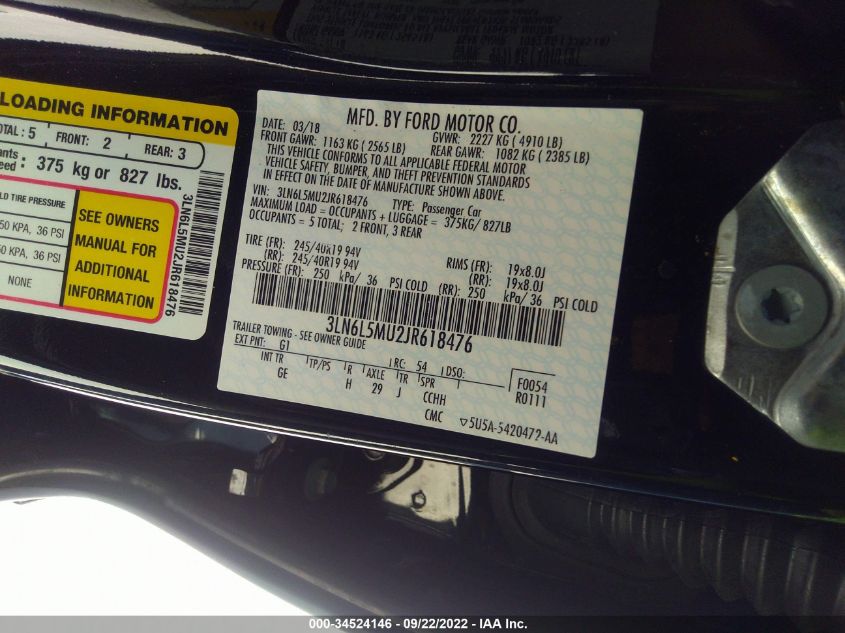 LOADING INFORMATION
TOTAL : 5 FRONT: 2 REAR: 3
375 kg or 827 lbs.
TIRE PRESSURE
KPA, 36 PSI
KPA, 36 PSI
NONE
SEE OWNERS
MANUAL FOR
ADDITIONAL
INFORMATION
3LN6L5MU2JR618476
MFD. BY FORD MOTOR CO.
DATE: 03/18 GVWR: 2227 KG ( 4910 LB)
FRONT GAWR: 1163 KG ( 2565 LB) REAR GAWR: 1082 KG ( 2385 LB)
THIS VEHICLE CONFORMS TO ALL APPLICABLE FEDERAL MOTOR
VEHICLE SAFETY, BUMPER, AND THEFT PREVENTION STANDARDS
IN EFFECT ON THE DATE OF MANUFACTURE SHOWN ABOVE.
VIN: 3LN6L5MU2JR618476 TYPE: Passenger Car
MAXIMUM LOAD = OCCUPANTS + LUGGAGE = 375KG/ 827LB
OCCUPANTS = 5 TOTAL; 2 FRONT, 3 REAR
TIRE (FR): 245/40R19 94V RIMS (FR): 19x8.0J
(RR): 245/40R19 94V (RR): 19x8.0J
PRESSURE (FR): 250 kPa/ 36 PSI COLD (RR): 250 kPa/ 36 PSI COLD
3LN6L5MU2JR618476
TRAILER TOWING - SEE OWNER GUIDE
EXT PNT: G1 RC: 54 DSO:
INT TR TP/PS R AXLE TR SPR F0054
GE H 29 J CCHH R0111
CMC ▽5U5A-5420472-AA
000-34524146 - 09/22/2022 - IAA Inc.